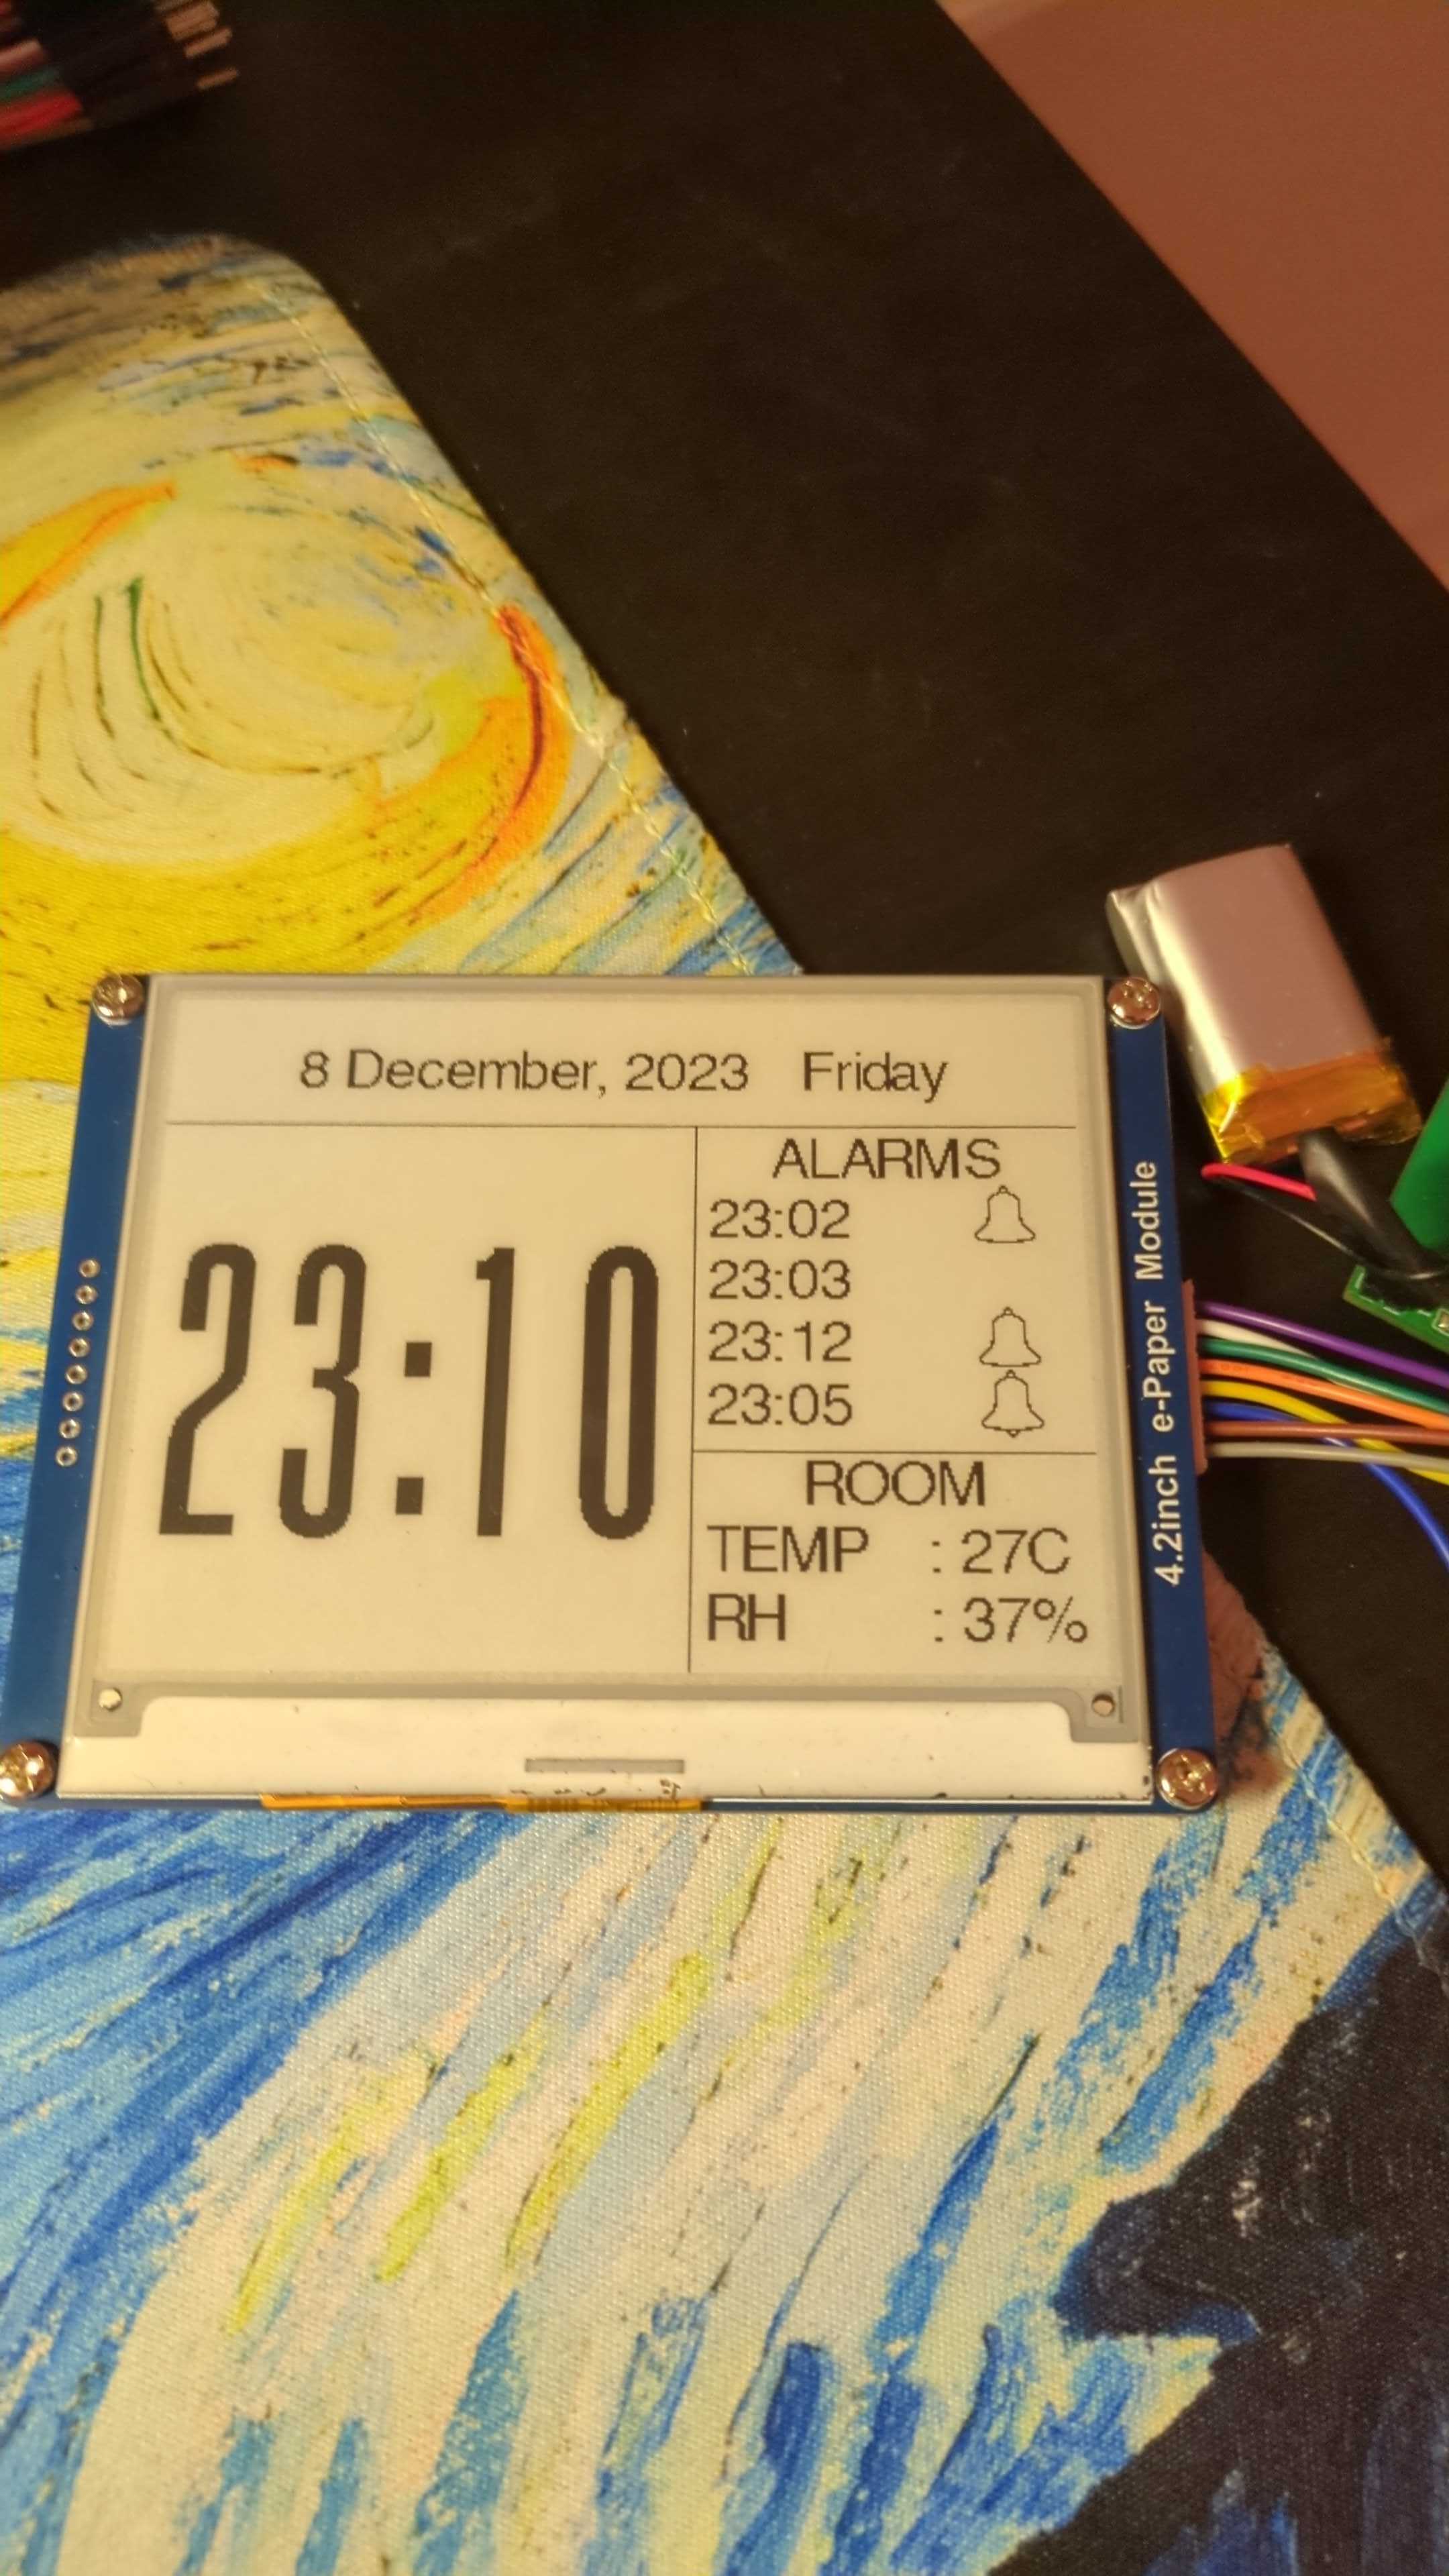 8 December, 2023 Friday
23:10
ALARMS
23:02
23:03
23:12
23:05
ROOM
TEMP : 27C
RH : 37%
4.2inch e-Paper Module